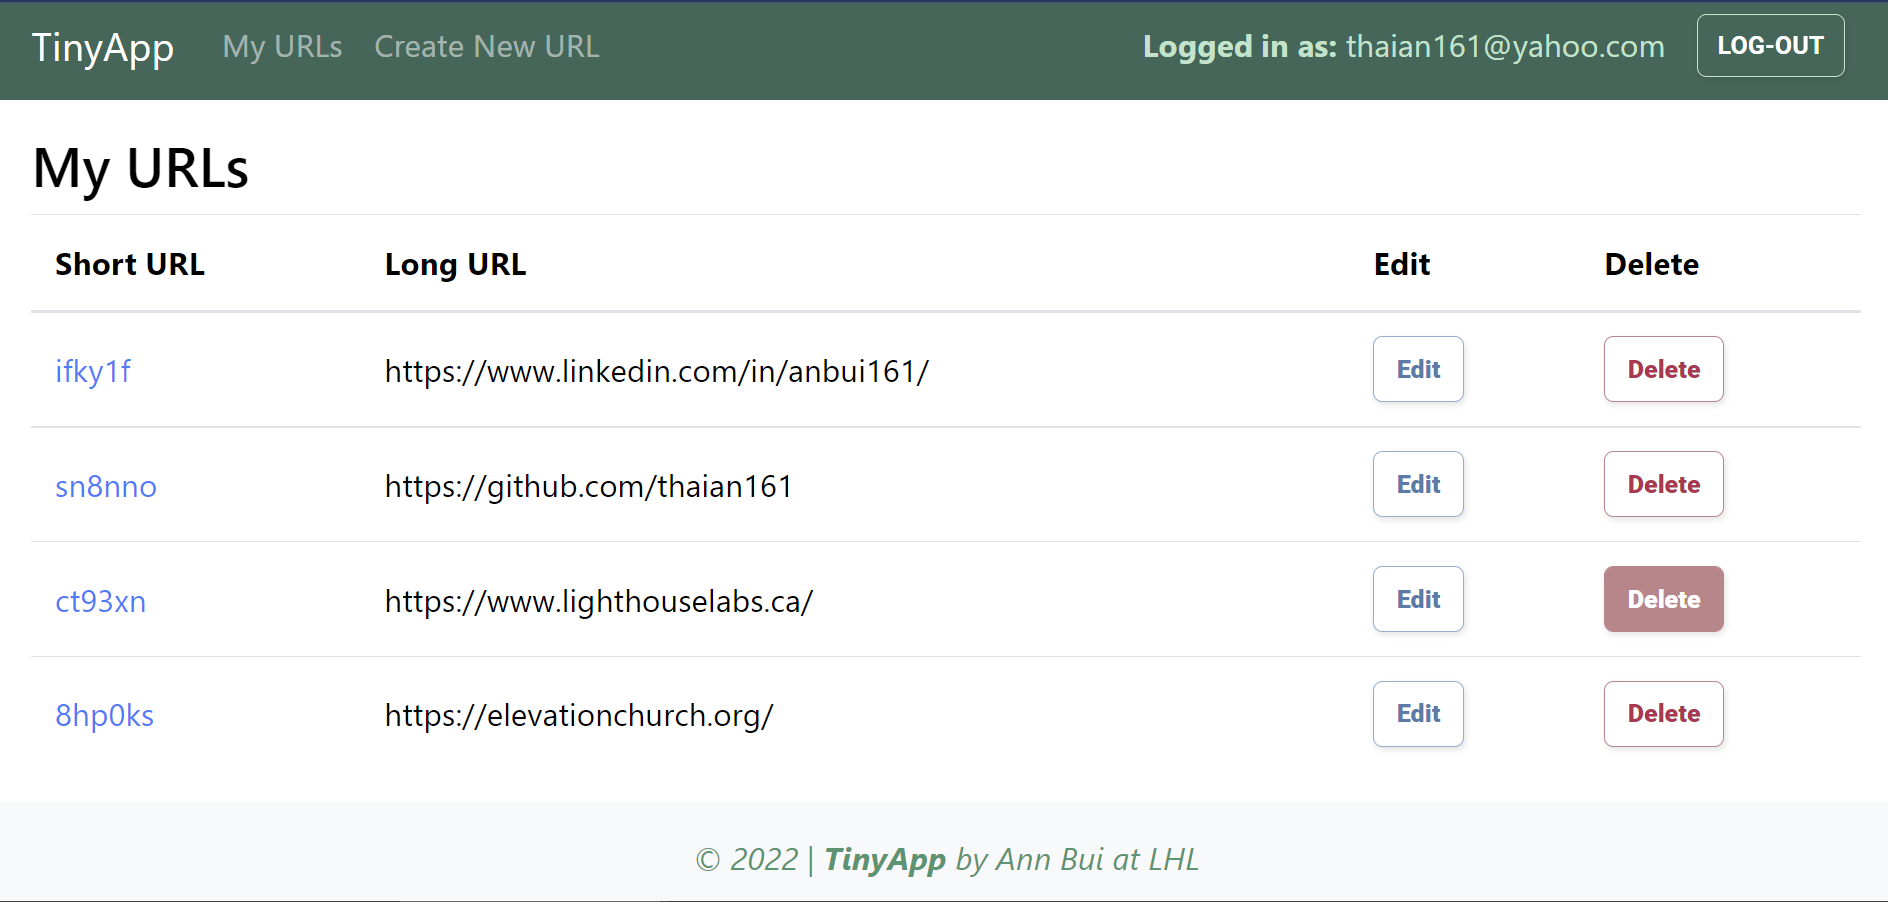 TinyApp My URLs Create New URL Logged in as: thaian161@yahoo.com LOG-OUT
My URLs
Short URL Long URL Edit Delete
ifky1f https://www.linkedin.com/in/anbui161/ Edit Delete
sn8nno https://github.com/thaian161 Edit Delete
ct93xn https://www.lighthouselabs.ca/ Edit Delete
8hp0ks https://elevationchurch.org/ Edit Delete
© 2022 | TinyApp by Ann Bui at LHL